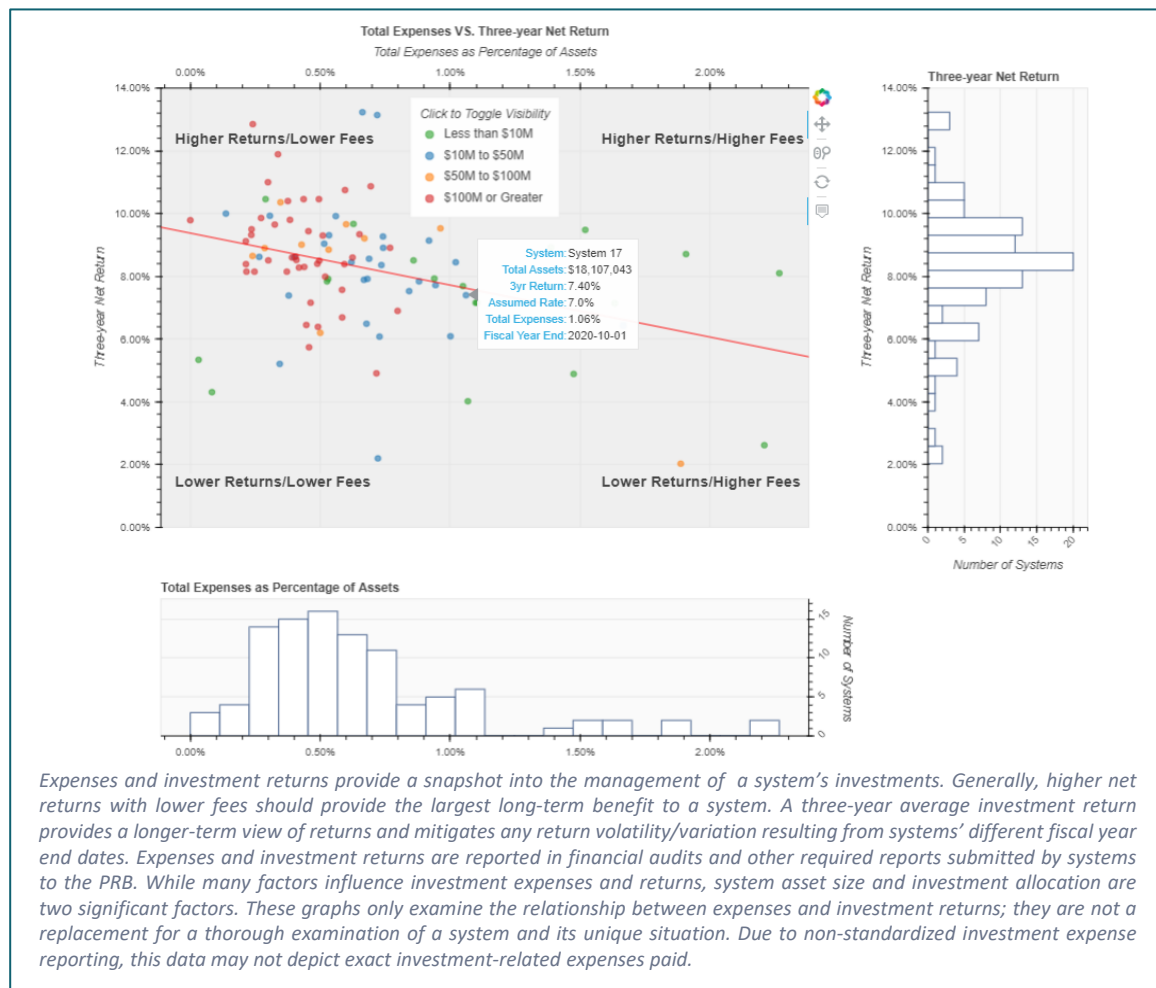 Total Expenses VS. Three-year Net Return
Total Expenses as Percentage of Assets
0.00% 0.50% 1.00% 1.50% 2.00%
Three-year Net Return
14.00%
12.00%
10.00%
8.00%
6.00%
4.00%
2.00%
0.00%
Three-year Net Return
Higher Returns/Lower Fees
Higher Returns/Higher Fees
Click to Toggle Visibility
Less than $10M
$10M to $50M
$50M to $100M
$100M or Greater
System: System 17
Total Assets: $18,107,043
3yr Return: 7.40%
Assumed Rate: 7.0%
Total Expenses: 1.06%
Fiscal Year End: 2020-10-01
Lower Returns/Lower Fees
Lower Returns/Higher Fees
14.00%
12.00%
10.00%
8.00%
6.00%
4.00%
2.00%
0.00%
Three-year Net Return
0 5 10 15 20
Number of Systems
Total Expenses as Percentage of Assets
15
10
5
0
Number of Systems
0.00% 0.50% 1.00% 1.50% 2.00%
Expenses and investment returns provide a snapshot into the management of a system's investments. Generally, higher net
returns with lower fees should provide the largest long-term benefit to a system. A three-year average investment return
provides a longer-term view of returns and mitigates any return volatility/variation resulting from systems' different fiscal year
end dates. Expenses and investment returns are reported in financial audits and other required reports submitted by systems
to the PRB. While many factors influence investment expenses and returns, system asset size and investment allocation are
two significant factors. These graphs only examine the relationship between expenses and investment returns; they are not a
replacement for a thorough examination of a system and its unique situation. Due to non-standardized investment expense
reporting, this data may not depict exact investment-related expenses paid.